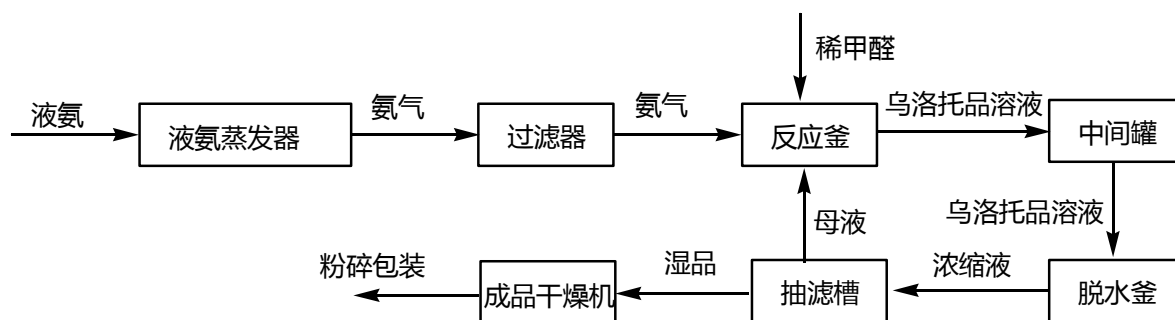 稀甲醛
液氨
液氨蒸发器
氨气
过滤器
氨气
反应釜
乌洛托品溶液
中间罐
母液
乌洛托品溶液
粉碎包装
成品干燥机
湿品
抽滤槽
浓缩液
脱水釜